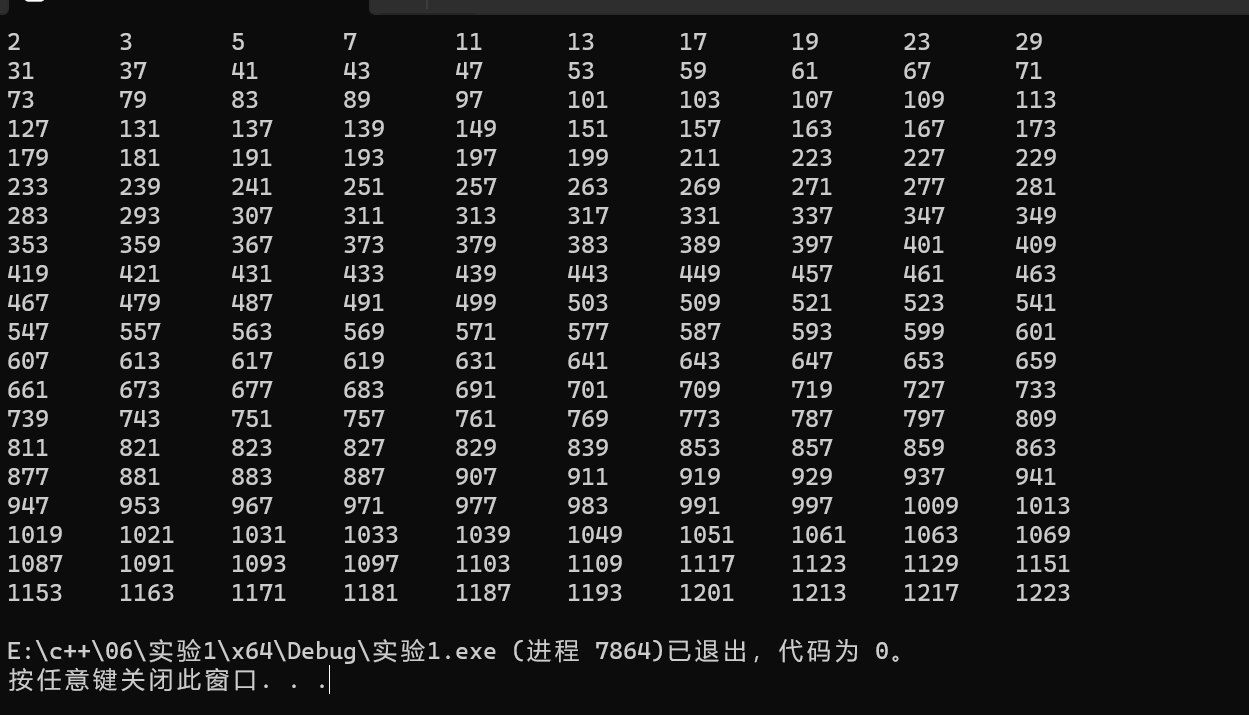 2 3 5 7 11 13 17 19 23 29
31 37 41 43 47 53 59 61 67 71
73 79 83 89 97 101 103 107 109 113
127 131 137 139 149 151 157 163 167 173
179 181 191 193 197 199 211 223 227 229
233 239 241 251 257 263 269 271 277 281
283 293 307 311 313 317 331 337 347 349
353 359 367 373 379 383 389 397 401 409
419 421 431 433 439 443 449 457 461 463
467 479 487 491 499 503 509 521 523 541
547 557 563 569 571 577 587 593 599 601
607 613 617 619 631 641 643 647 653 659
661 673 677 683 691 701 709 719 727 733
739 743 751 757 761 769 773 787 797 809
811 821 823 827 829 839 853 857 859 863
877 881 883 887 907 911 919 929 937 941
947 953 967 971 977 983 991 997 1009 1013
1019 1021 1031 1033 1039 1049 1051 1061 1063 1069
1087 1091 1093 1097 1103 1109 1117 1123 1129 1151
1153 1163 1171 1181 1187 1193 1201 1213 1217 1223
E:\c++\06\实验1\x64\Debug\实验1.exe (进程 7864)已退出，代码为 0。
按任意键关闭此窗口. . .